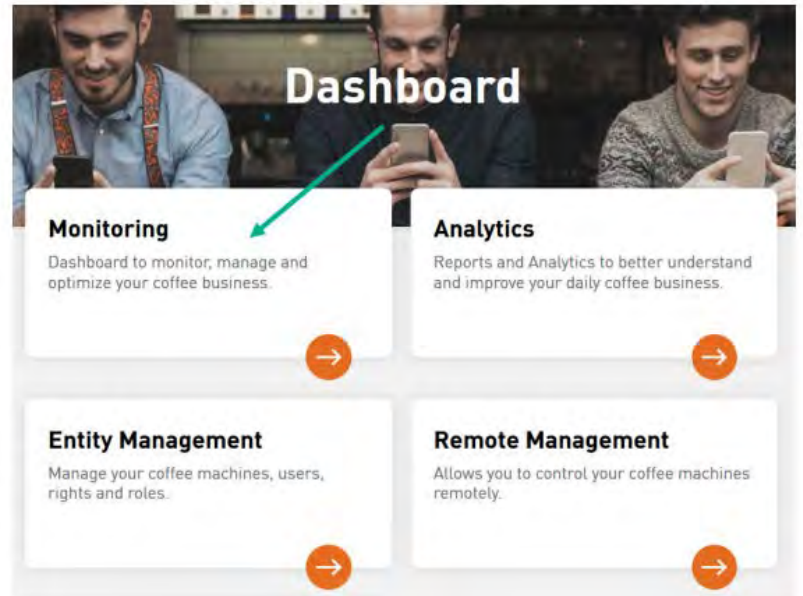 Dashboard
Monitoring
Dashboard to monitor, manage and
optimize your coffee business.
Analytics
Reports and Analytics to better understand
and improve your daily coffee business.
Entity Management
Manage your coffee machines, users,
rights and roles.
Remote Management
Allows you to control your coffee machines
remotely.